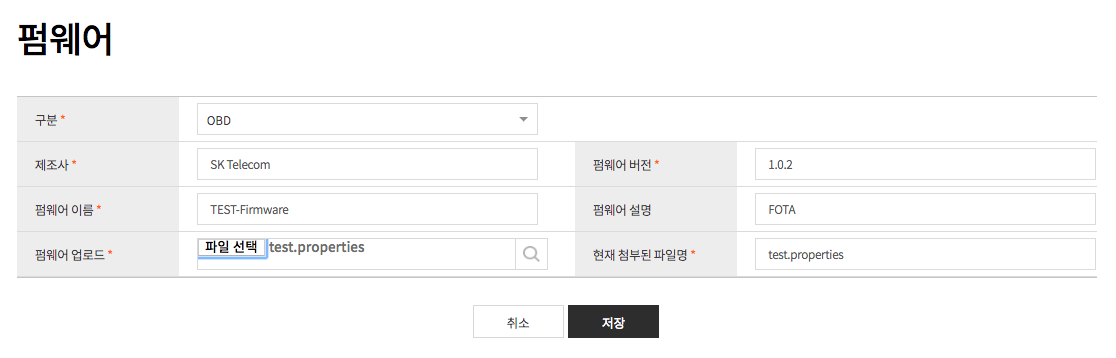 펌웨어
구분 * OBD
제조사 * SK Telecom 펌웨어 버전 * 1.0.2
펌웨어 이름 * TEST-Firmware 펌웨어 설명 FOTA
펌웨어 업로드 * 파일 선택 test.properties 현재 첨부된 파일명 * test.properties
취소 저장